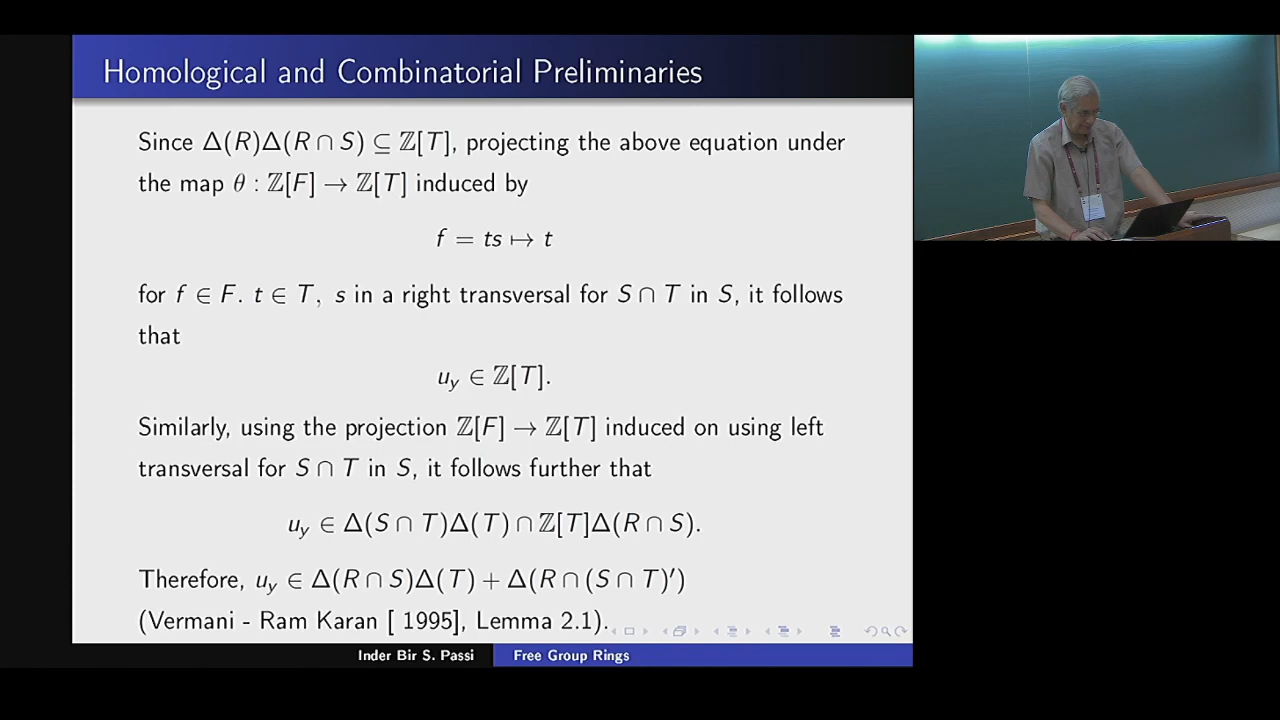 Homological and Combinatorial Preliminaries
Since Δ(R)Δ(R ∩ S) ⊆ ℤ[T], projecting the above equation under
the map θ : ℤ[F] → ℤ[T] induced by
f = ts ↦ t
for f ∈ F. t ∈ T, s in a right transversal for S ∩ T in S, it follows
that
u_y ∈ ℤ[T].
Similarly, using the projection ℤ[F] → ℤ[T] induced on using left
transversal for S ∩ T in S, it follows further that
u_y ∈ Δ(S ∩ T)Δ(T) ∩ ℤ[T]Δ(R ∩ S).
Therefore, u_y ∈ Δ(R ∩ S)Δ(T) + Δ(R ∩ (S ∩ T)′)
(Vermani - Ram Karan [ 1995], Lemma 2.1).
Inder Bir S. Passi
Free Group Rings